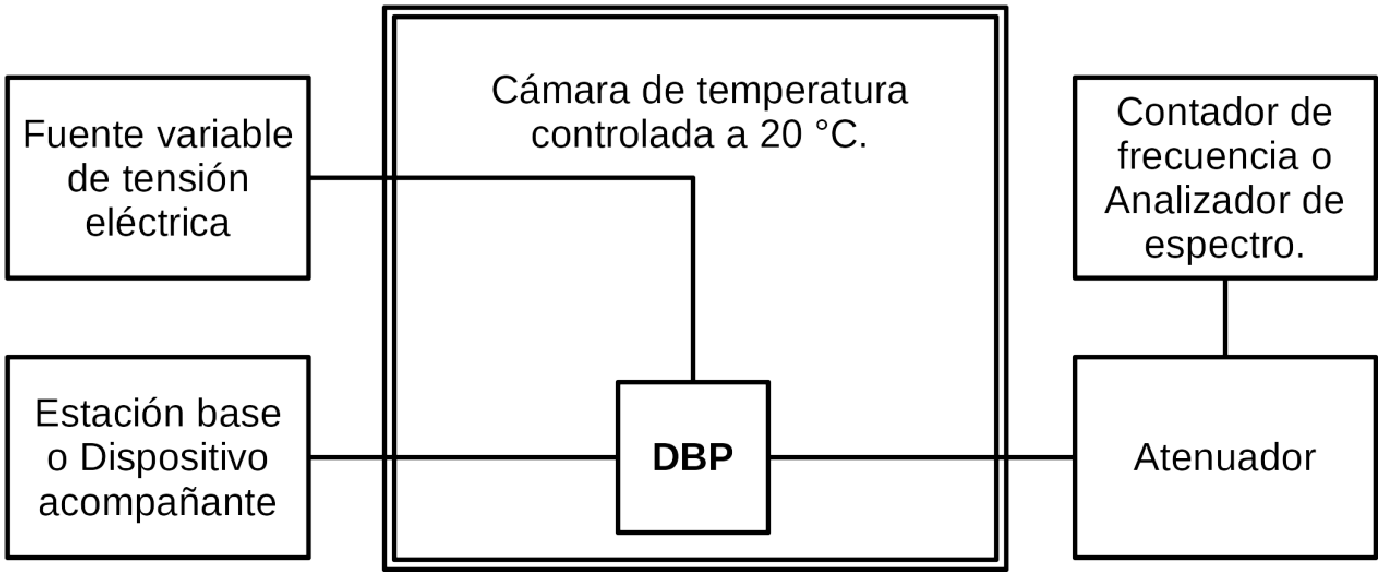 Fuente variable
de tensión
eléctrica
Cámara de temperatura
controlada a 20 °C.
Contador de
frecuencia o
Analizador de
espectro.
Estación base
o Dispositivo
acompañante
DBP
Atenuador